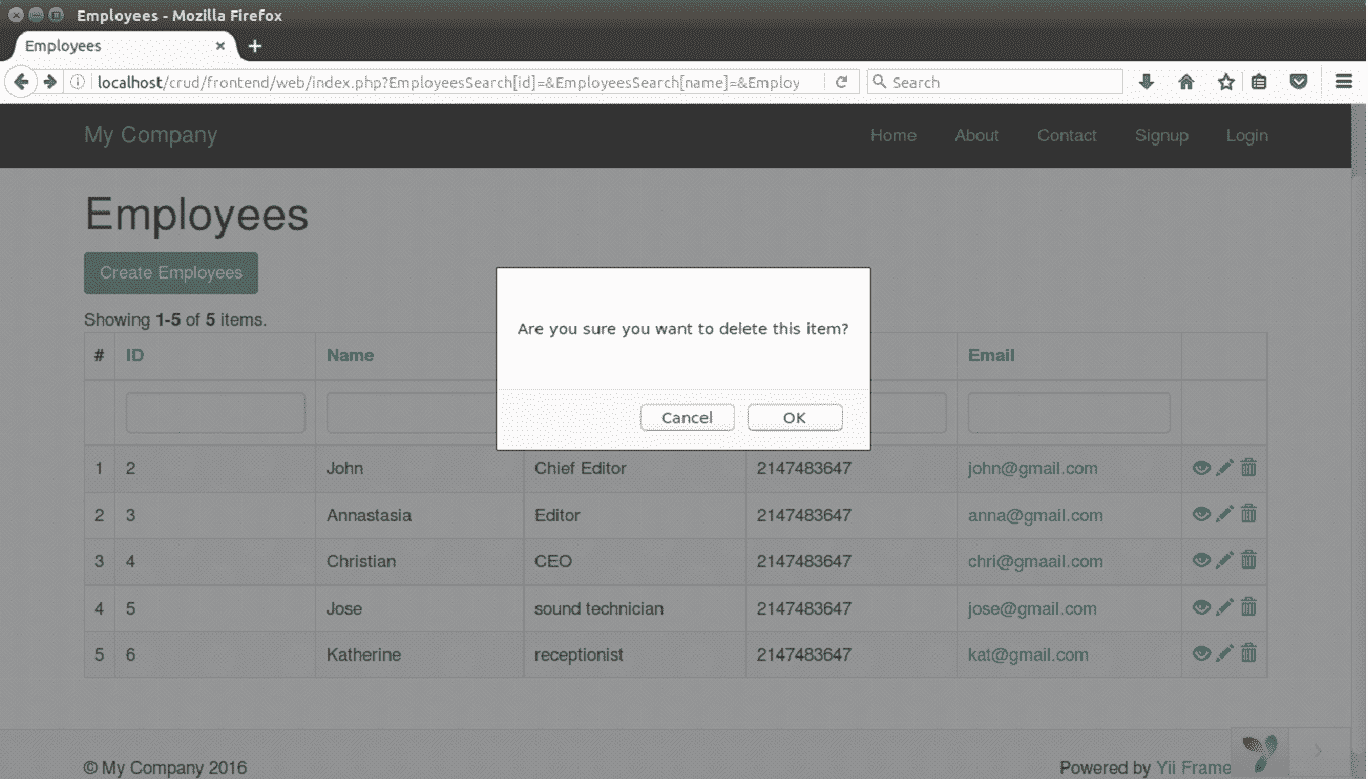 Employees - Mozilla Firefox
Employees
localhost/crud/frontend/web/index.php?EmployeesSearch[id]=&EmployeesSearch[name]=&Employ
Search
My Company Home About Contact Signup Login
Employees
Create Employees
Showing 1-5 of 5 items.
Are you sure you want to delete this item?
Cancel OK
# ID Name Email
1 2 John Chief Editor 2147483647 john@gmail.com
2 3 Annastasia Editor 2147483647 anna@gmail.com
3 4 Christian CEO 2147483647 chri@gmaail.com
4 5 Jose sound technician 2147483647 jose@gmail.com
5 6 Katherine receptionist 2147483647 kat@gmail.com
© My Company 2016 Powered by Yii Frame